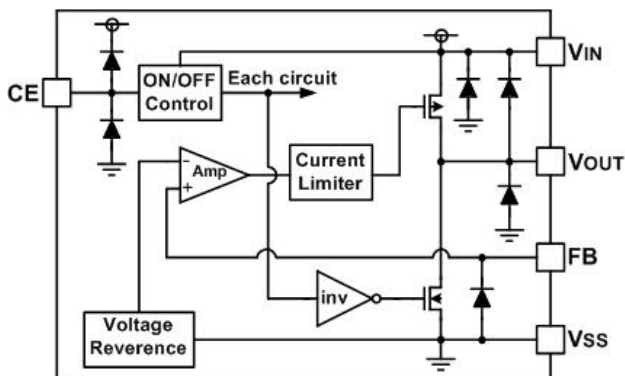 VIN
ON/OFF
Control
Each circuit
CE
Amp
-
+
Current
Limiter
VOUT
FB
inv
Voltage
Reverence
VSS